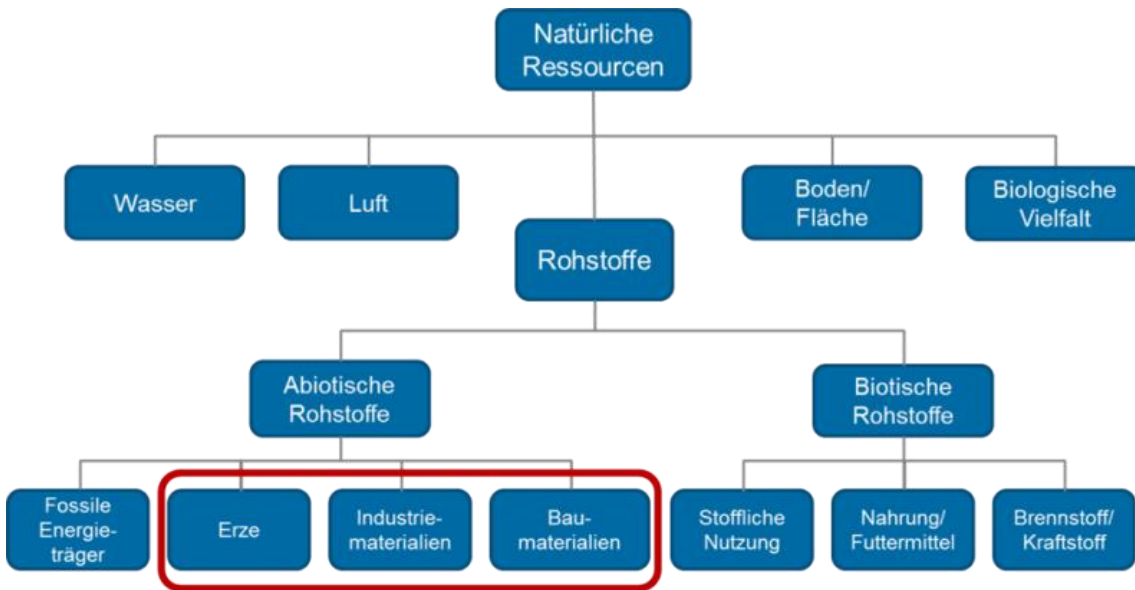 Natürliche
Ressourcen
Wasser
Luft
Boden/
Fläche
Biologische
Vielfalt
Rohstoffe
Abiotische
Rohstoffe
Biotische
Rohstoffe
Fossile
Energie-
träger
Erze
Industrie-
materialien
Bau-
materialien
Stoffliche
Nutzung
Nahrung/
Futtermittel
Brennstoff/
Kraftstoff